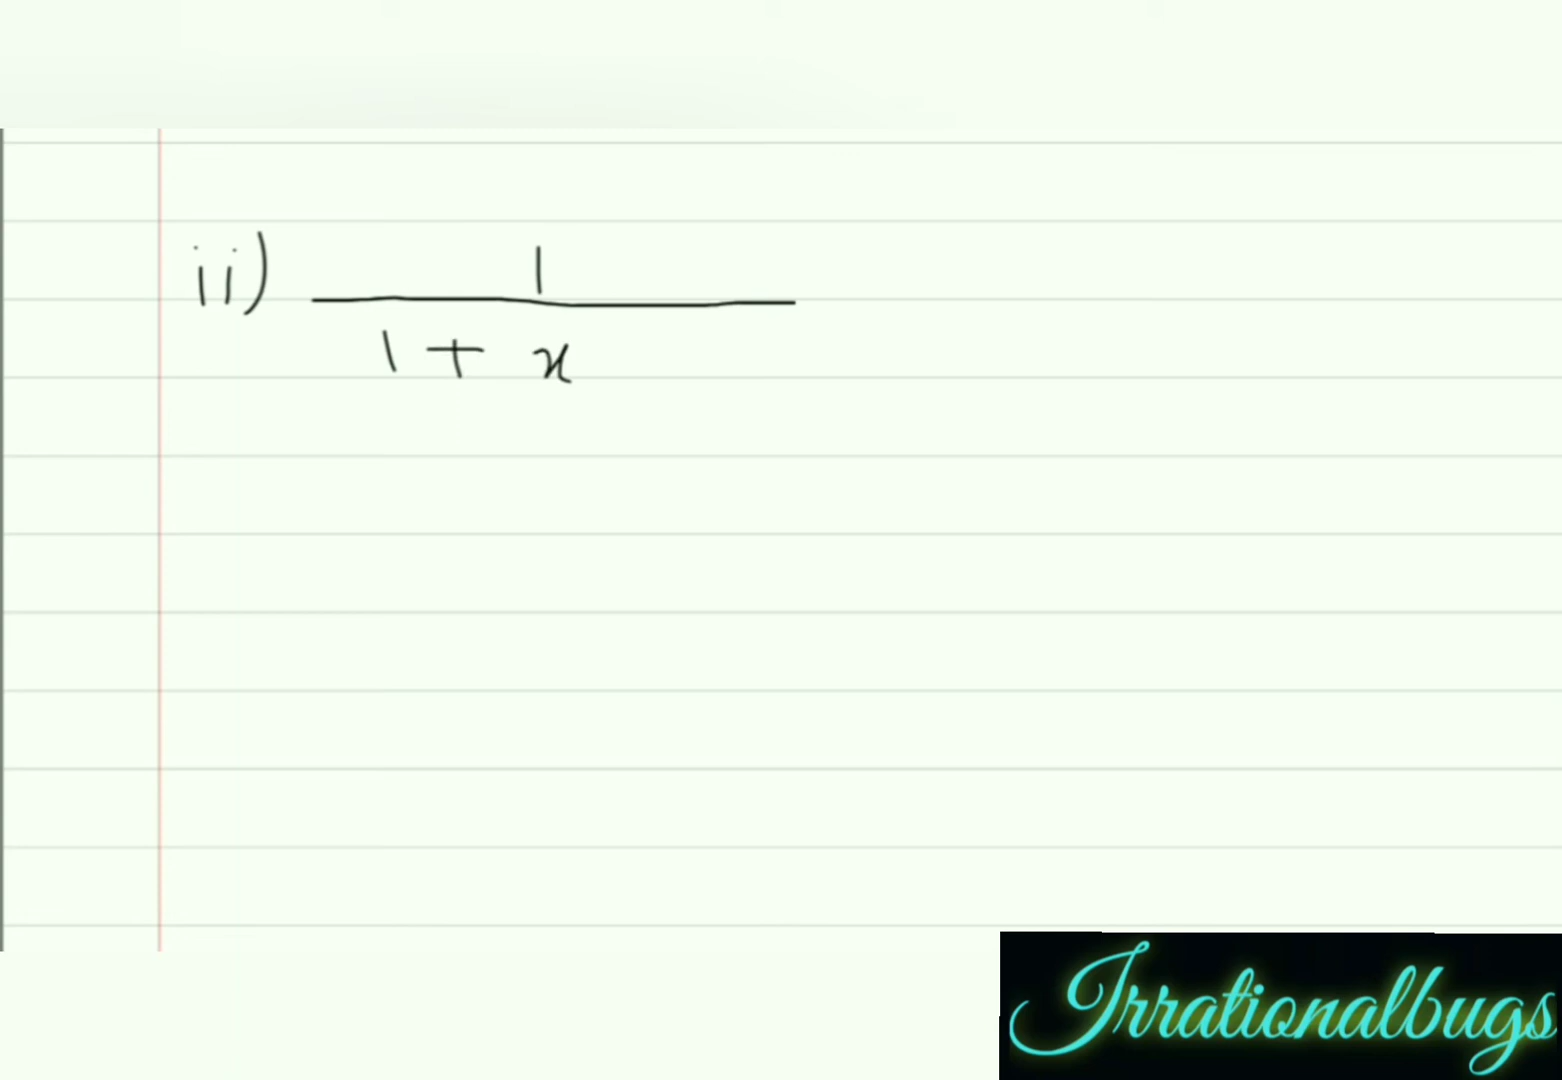 ii) 1
1 + x
Irrationalbugs